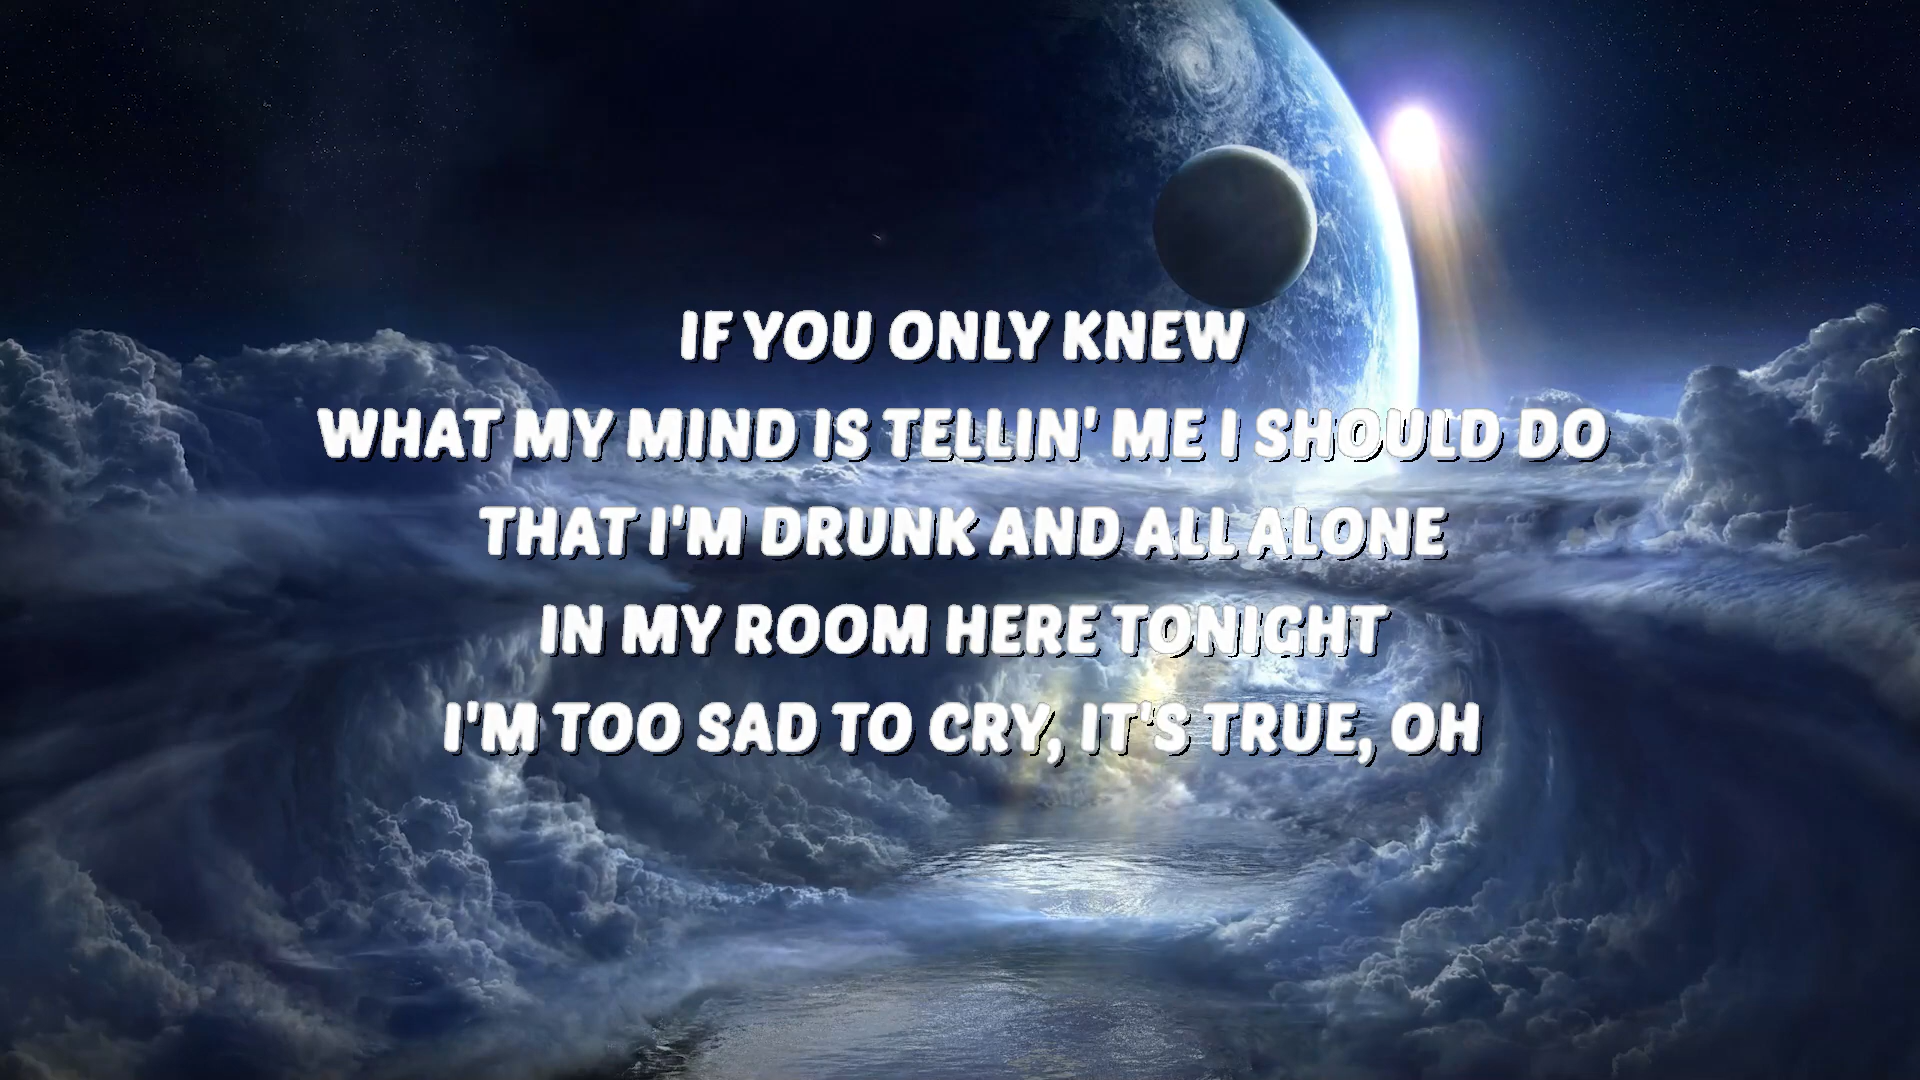 IF YOU ONLY KNEW
WHAT MY MIND IS TELLIN' ME I SHOULD DO
THAT I'M DRUNK AND ALL ALONE
IN MY ROOM HERE TONIGHT
I'M TOO SAD TO CRY, IT'S TRUE, OH